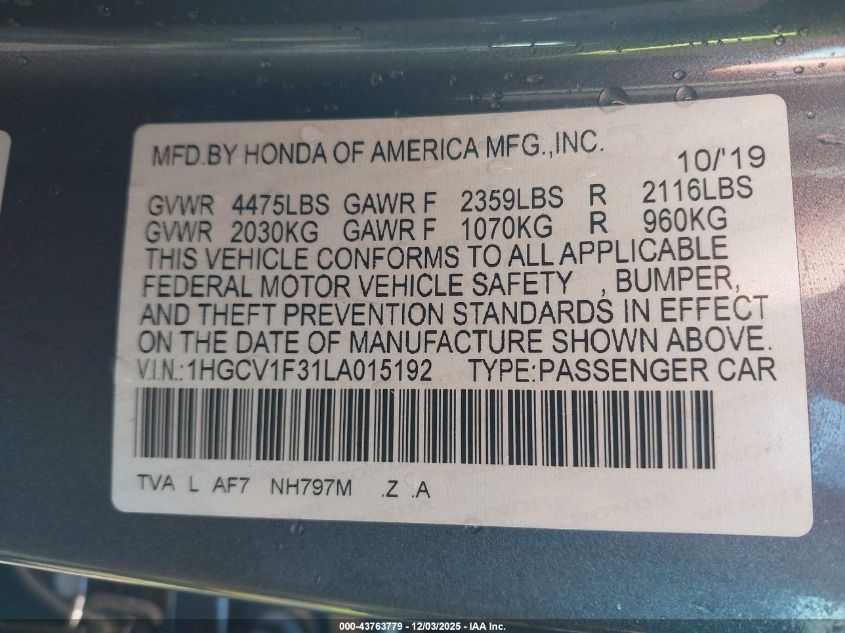 MFD.BY HONDA OF AMERICA MFG.,INC. 10/'19
GVWR 4475LBS GAWR F 2359LBS R 2116LBS
GVWR 2030KG GAWR F 1070KG R 960KG
THIS VEHICLE CONFORMS TO ALL APPLICABLE
FEDERAL MOTOR VEHICLE SAFETY , BUMPER,
AND THEFT PREVENTION STANDARDS IN EFFECT
ON THE DATE OF MANUFACTURE SHOWN ABOVE.
V.I.N.:1HGCV1F31LA015192 TYPE:PASSENGER CAR
TVA L AF7 NH797M .Z .A
000-43763779 - 12/03/2025 - IAA Inc.